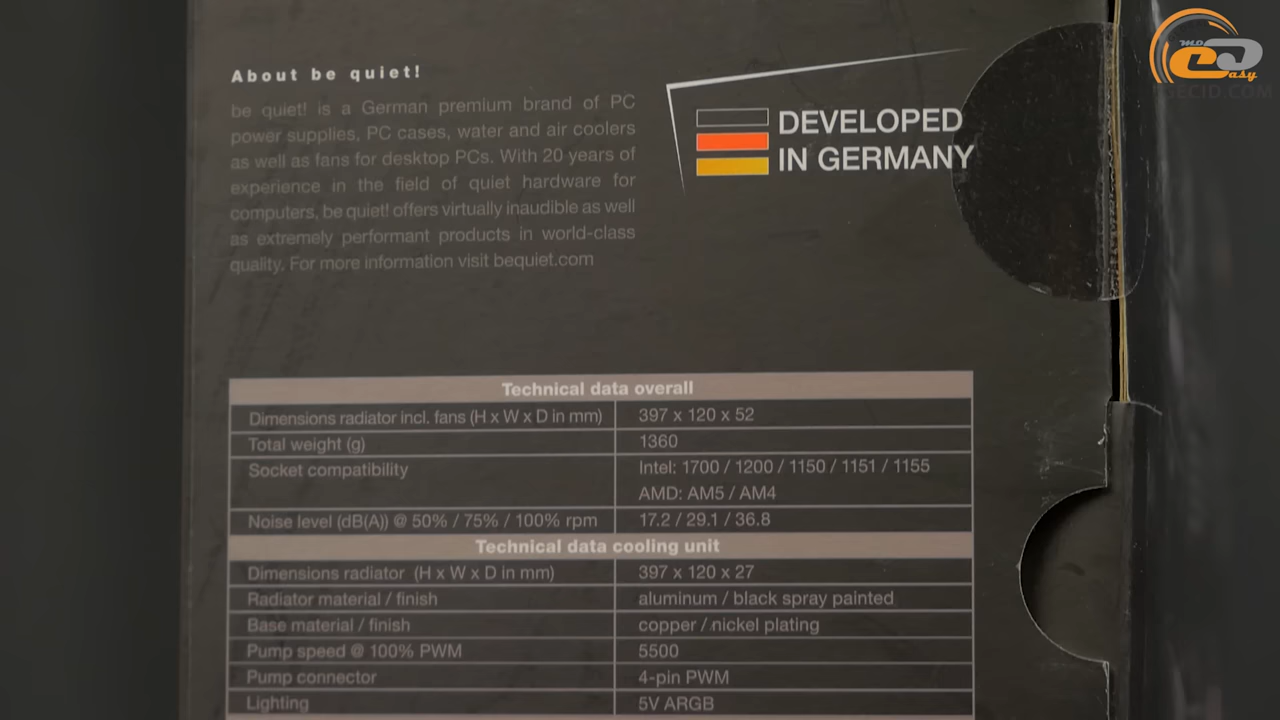 About be quiet!
be quiet! is a German premium brand of PC
power supplies, PC cases, water and air coolers
as well as fans for desktop PCs. With 20 years of
experience in the field of quiet hardware for
computers, be quiet! offers virtually inaudible as well
as extremely performant products in world-class
quality. For more information visit bequiet.com
DEVELOPED
IN GERMANY
Technical data overall
Dimensions radiator incl. fans (H x W x D in mm) 397 x 120 x 52
Total weight (g) 1360
Socket compatibility Intel: 1700 / 1200 / 1150 / 1151 / 1155
AMD: AM5 / AM4
Noise level (dB(A)) @ 50% / 75% / 100% rpm 17.2 / 29.1 / 36.8
Technical data cooling unit
Dimensions radiator (H x W x D in mm) 397 x 120 x 27
Radiator material / finish aluminum / black spray painted
Base material / finish copper / nickel plating
Pump speed @ 100% PWM 5500
Pump connector 4-pin PWM
Lighting 5V ARGB